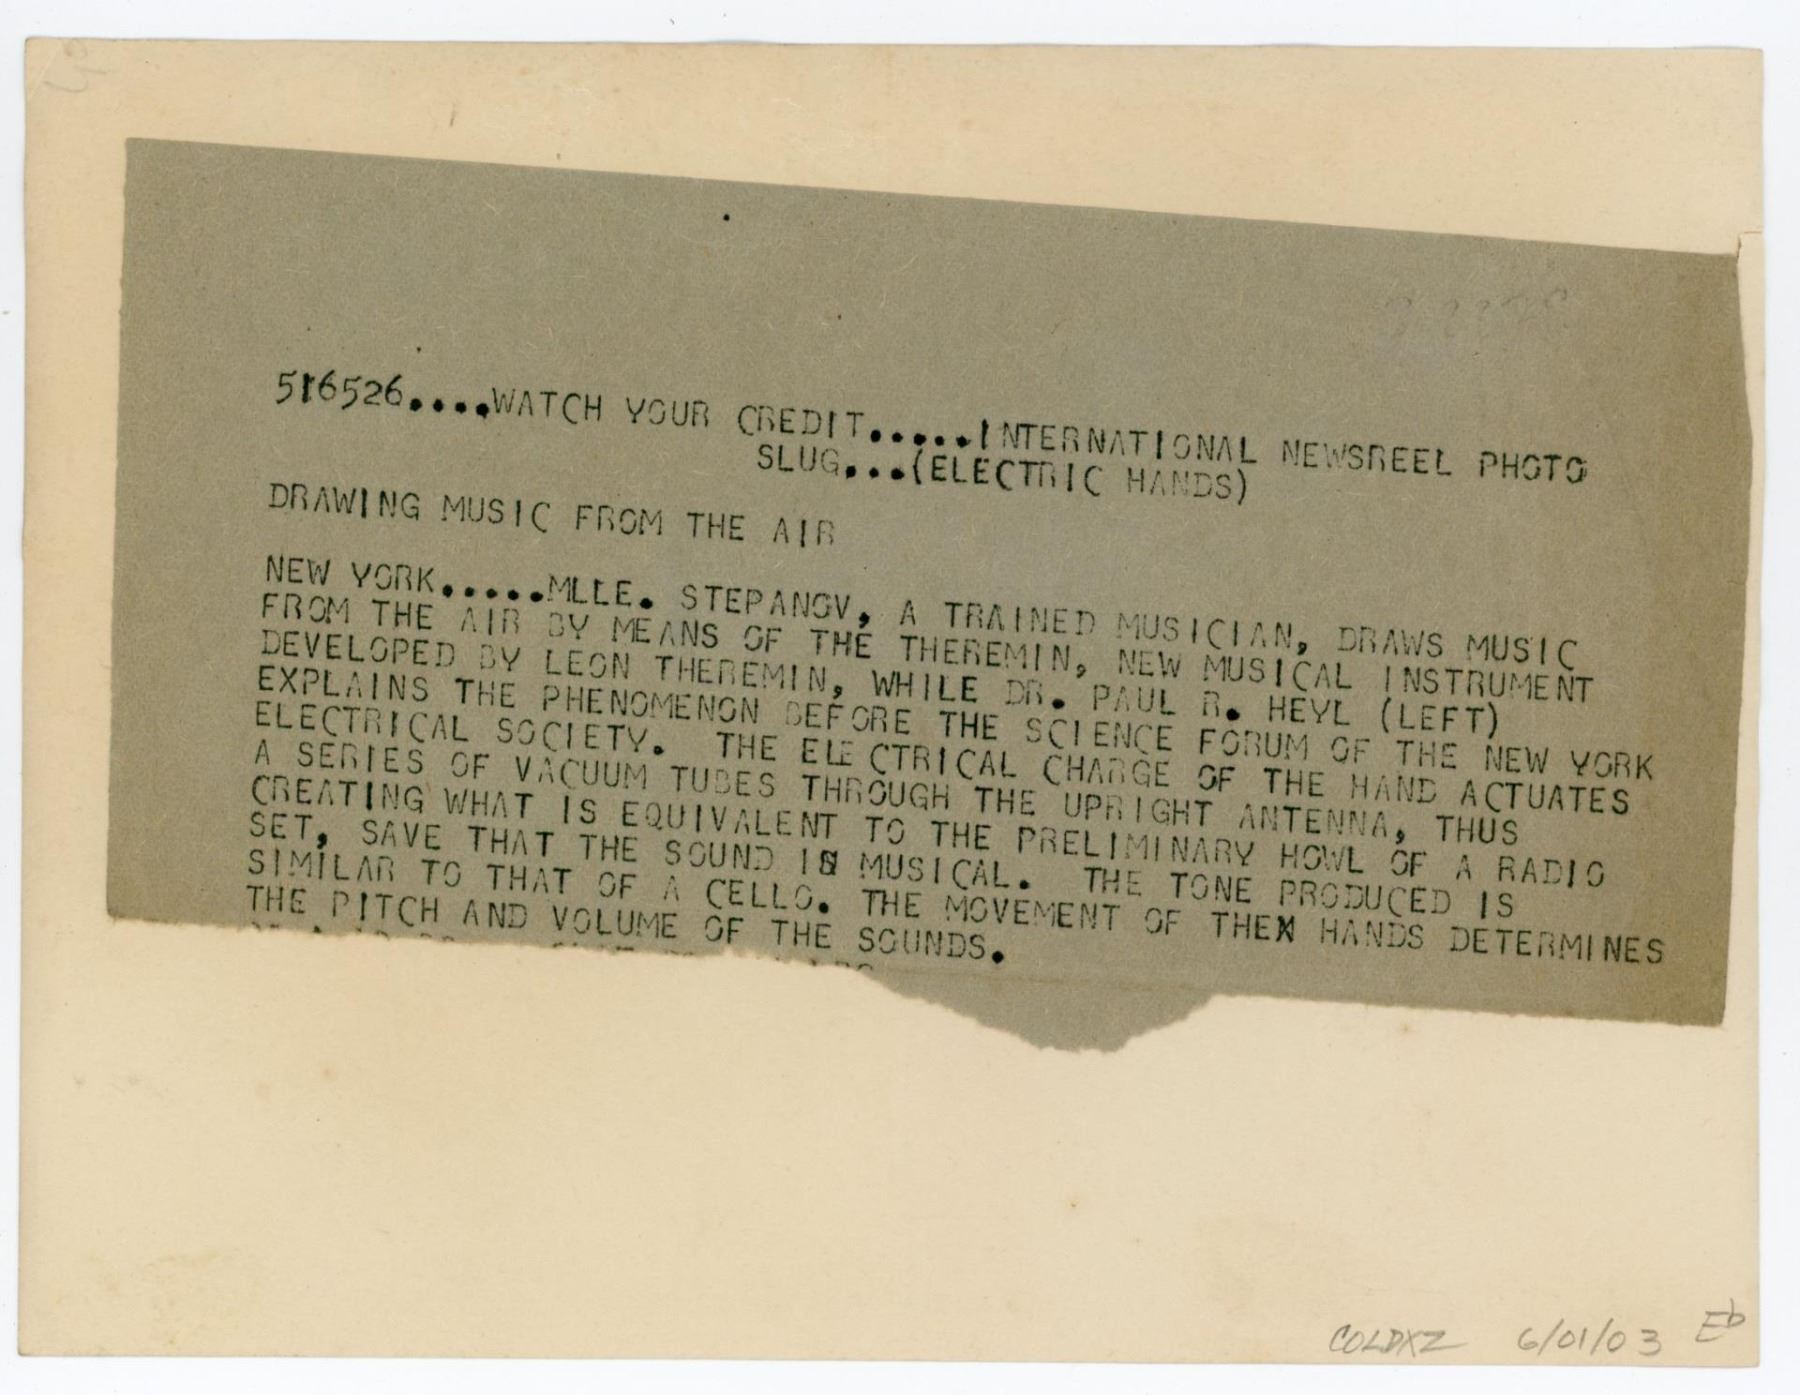 516526....WATCH YOUR CREDIT.....INTERNATIONAL NEWSREEL PHOTO
SLUG...(ELECTRIC HANDS)
DRAWING MUSIC FROM THE AIR
NEW YORK.....MLLE. STEPANOV, A TRAINED MUSICIAN, DRAWS MUSIC
FROM THE AIR BY MEANS OF THE THEREMIN, NEW MUSICAL INSTRUMENT
DEVELOPED BY LEON THEREMIN, WHILE DR. PAUL R. HEYL (LEFT)
EXPLAINS THE PHENOMENON BEFORE THE SCIENCE FORUM OF THE NEW YORK
ELECTRICAL SOCIETY. THE ELECTRICAL CHARGE OF THE HAND ACTUATES
A SERIES OF VACUUM TUBES THROUGH THE UPRIGHT ANTENNA, THUS
CREATING WHAT IS EQUIVALENT TO THE PRELIMINARY HOWL OF A RADIO
SET, SAVE THAT THE SOUND IS MUSICAL. THE TONE PRODUCED IS
SIMILAR TO THAT OF A CELLO. THE MOVEMENT OF THEX HANDS DETERMINES
THE PITCH AND VOLUME OF THE SOUNDS.
COLDXZ 6/01/03 Eb